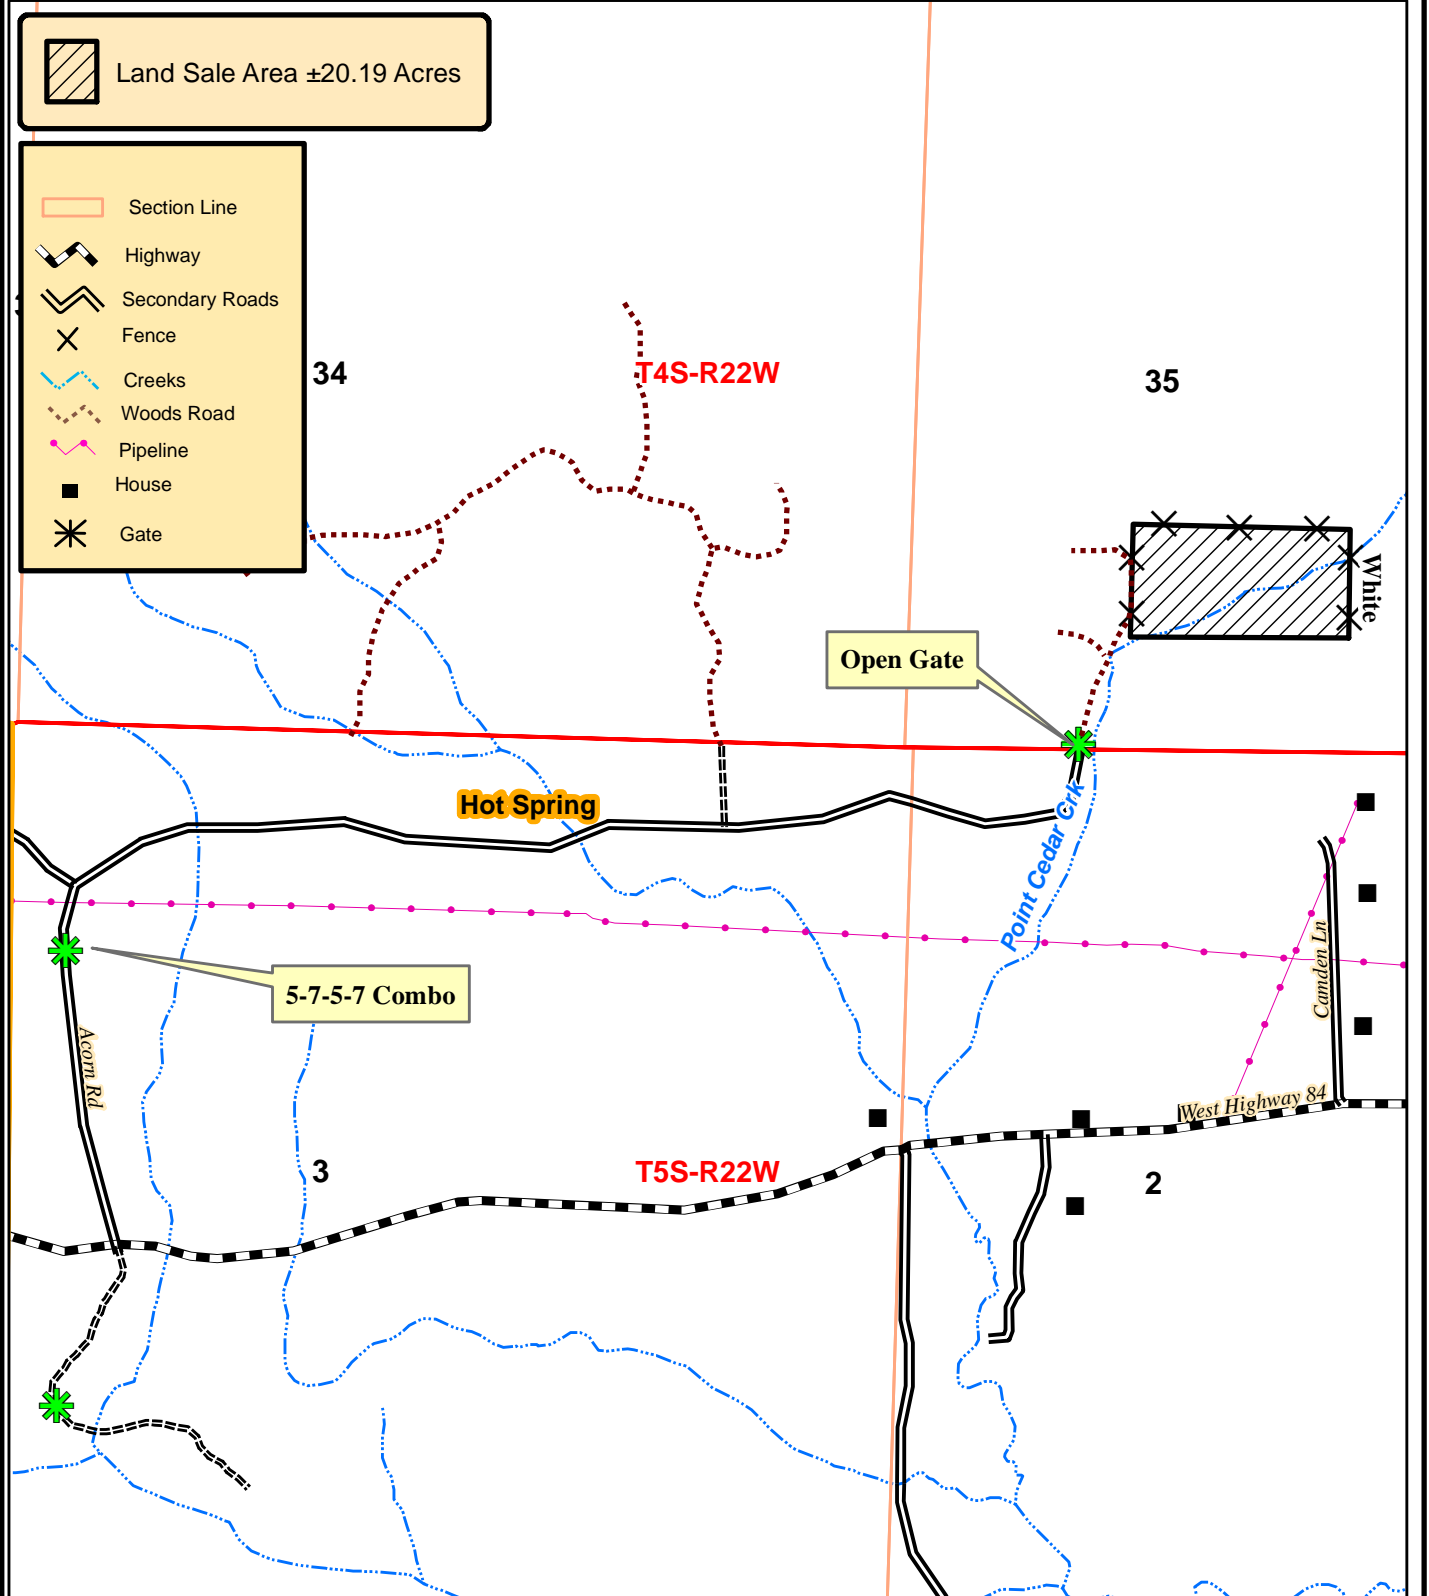 Land Sale Area ±20.19 Acres
Section Line
Highway
Secondary Roads
Fence
Creeks
Woods Road
Pipeline
House
Gate
34
T4S-R22W
35
White
Open Gate
Hot Spring
Point Cedar Crk
5-7-5-7 Combo
Camden Ln
Acorn Rd
West Highway 84
3
T5S-R22W
2